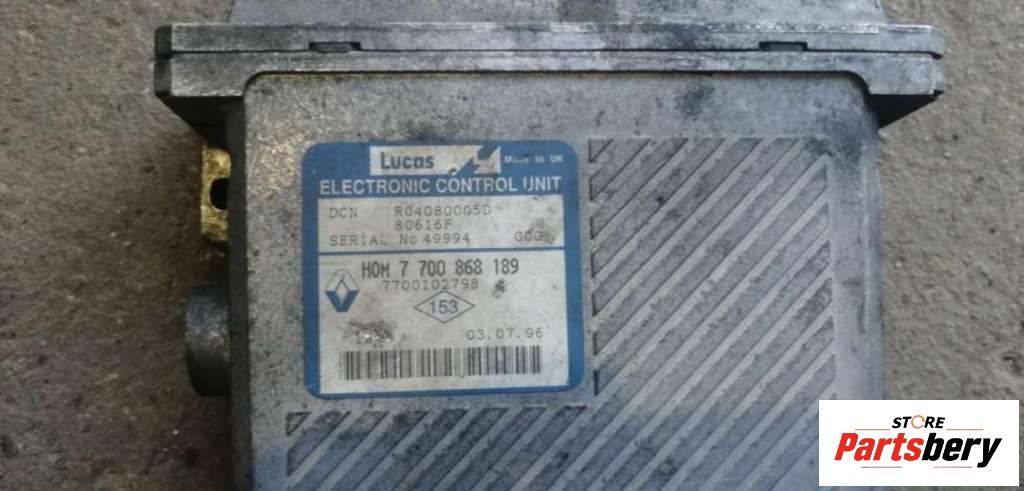 Lucas
Made in UK
ELECTRONIC CONTROL UNIT
DCN R04080005D
80616F
SERIAL No 49994
HOM 7 700 868 189
7700102798
153
03.07.96
STORE
Partsbery